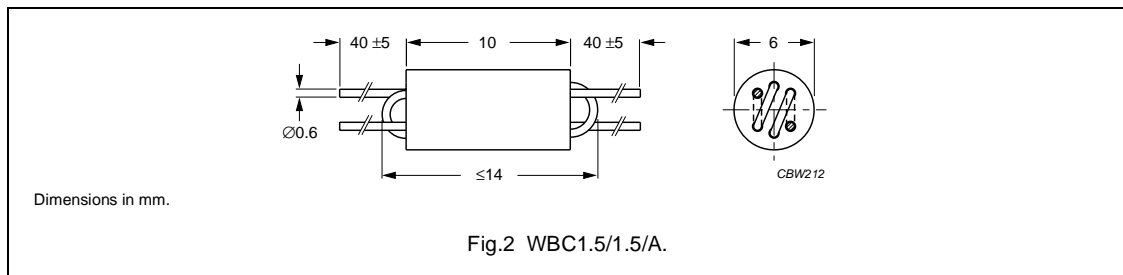 40 ±5
10
40 ±5
6
∅0.6
≤14
CBW212
Dimensions in mm.
Fig.2 WBC1.5/1.5/A.